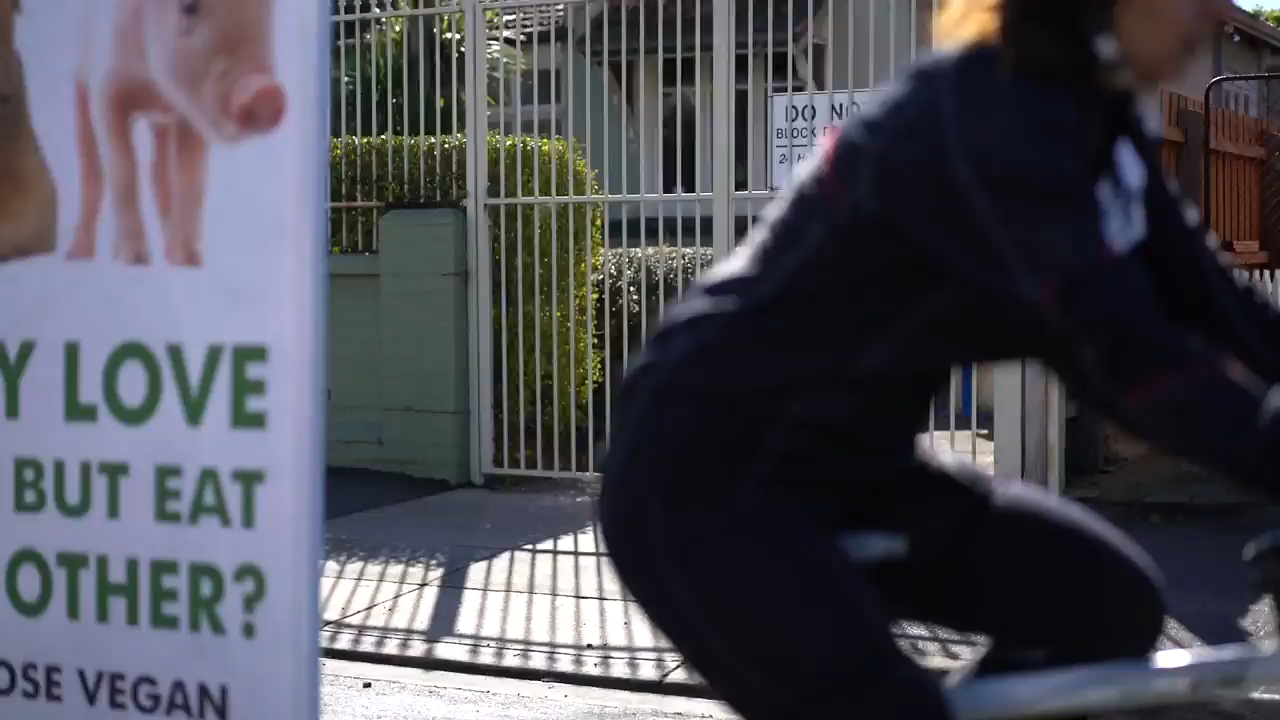 Y LOVE
BUT EAT
OTHER?
OSE VEGAN
DO NO
BLOCK